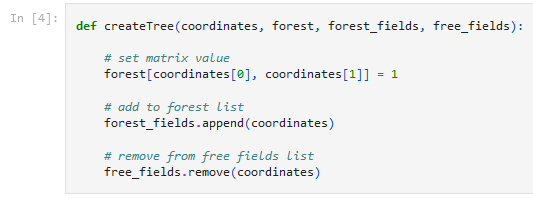 In [4]:
def createTree(coordinates, forest, forest_fields, free_fields):
# set matrix value
forest[coordinates[0], coordinates[1]] = 1
# add to forest list
forest_fields.append(coordinates)
# remove from free fields list
free_fields.remove(coordinates)